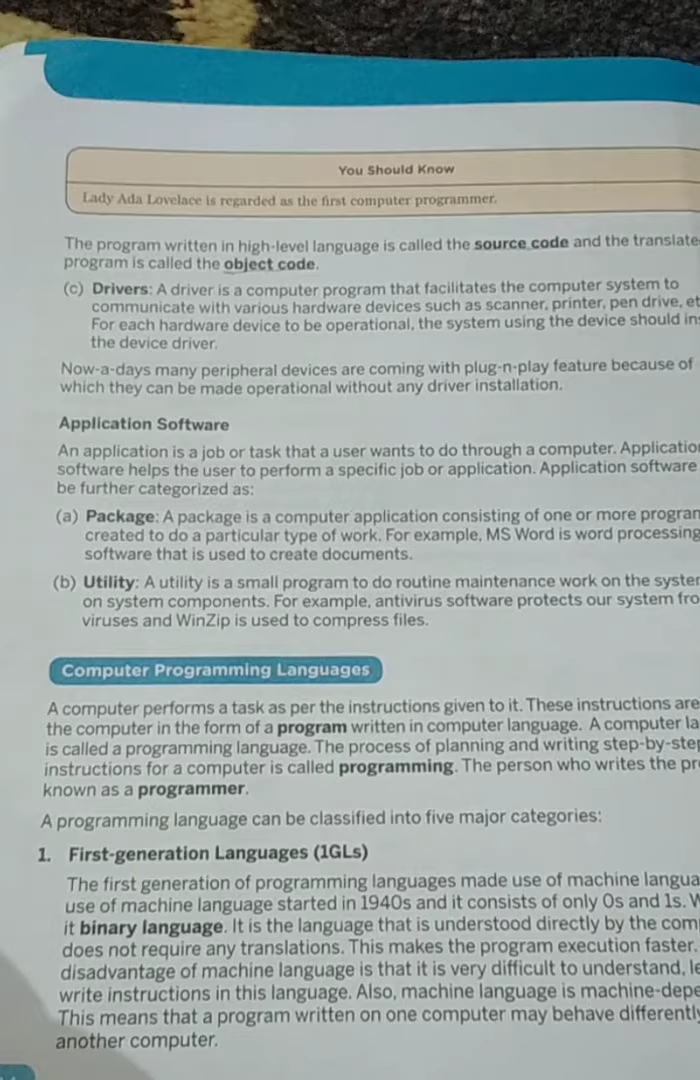 You Should Know
Lady Ada Lovelace is regarded as the first computer programmer.
The program written in high-level language is called the source code and the translate
program is called the object code.
(c) Drivers: A driver is a computer program that facilitates the computer system to
communicate with various hardware devices such as scanner, printer, pen drive, et
For each hardware device to be operational, the system using the device should ins
the device driver.
Now-a-days many peripheral devices are coming with plug-n-play feature because of
which they can be made operational without any driver installation.
Application Software
An application is a job or task that a user wants to do through a computer. Application
software helps the user to perform a specific job or application. Application software
be further categorized as:
(a) Package: A package is a computer application consisting of one or more program
created to do a particular type of work. For example, MS Word is word processing
software that is used to create documents.
(b) Utility: A utility is a small program to do routine maintenance work on the system
on system components. For example, antivirus software protects our system fro
viruses and WinZip is used to compress files.
Computer Programming Languages
A computer performs a task as per the instructions given to it. These instructions are
the computer in the form of a program written in computer language. A computer la
is called a programming language. The process of planning and writing step-by-step
instructions for a computer is called programming. The person who writes the pr
known as a programmer.
A programming language can be classified into five major categories:
1. First-generation Languages (1GLs)
The first generation of programming languages made use of machine langua
use of machine language started in 1940s and it consists of only 0s and 1s. W
it binary language. It is the language that is understood directly by the com
does not require any translations. This makes the program execution faster.
disadvantage of machine language is that it is very difficult to understand, le
write instructions in this language. Also, machine language is machine-depe
This means that a program written on one computer may behave differently
another computer.